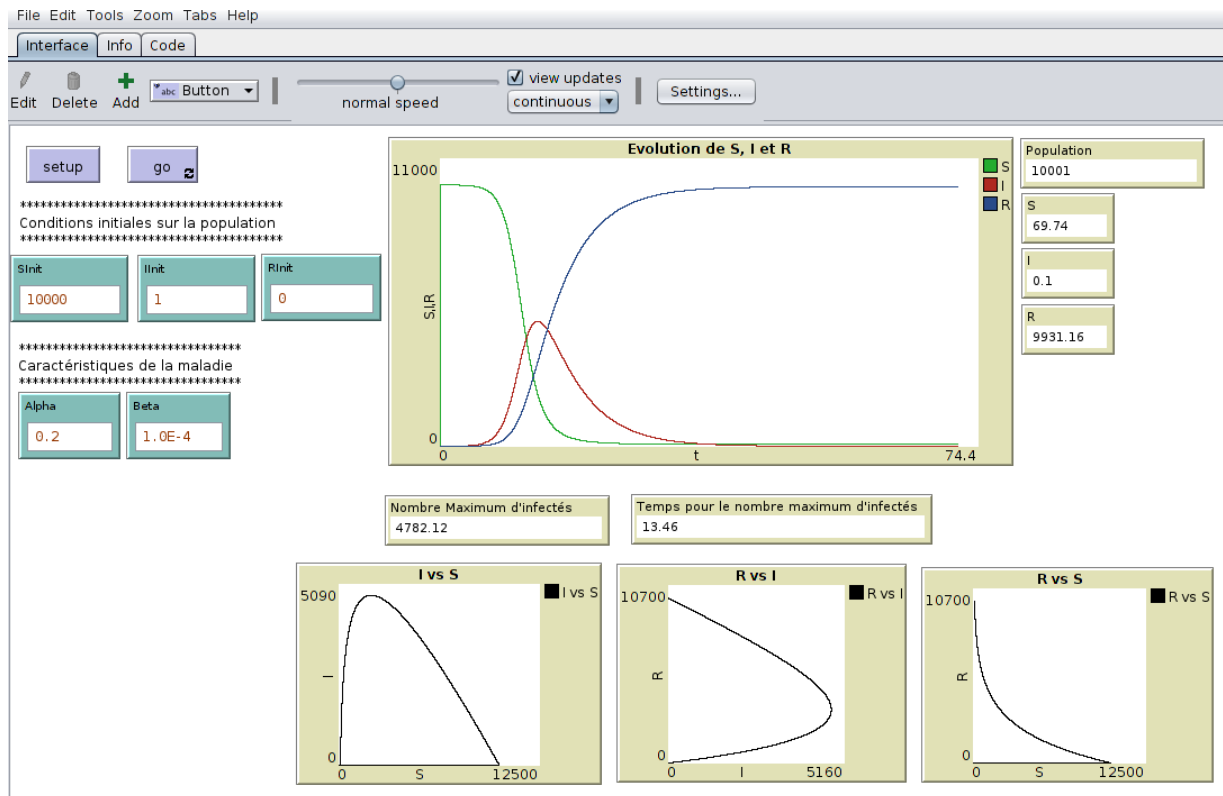 File Edit Tools Zoom Tabs Help
Interface Info Code
Edit Delete Add abc Button normal speed view updates continuous Settings...
setup go
****************************************
Conditions initiales sur la population
****************************************
SInit IInit RInit
10000 1 0
**********************************
Caractéristiques de la maladie
**********************************
Alpha Beta
0.2 1.0E-4
Evolution de S, I et R
11000
S,I,R
0
0 t 74.4
S
I
R
Population
10001
S
69.74
I
0.1
R
9931.16
Nombre Maximum d'infectés
4782.12
Temps pour le nombre maximum d'infectés
13.46
I vs S
5090
I
0
0 S 12500
I vs S
R vs I
10700
R
0
0 I 5160
R vs I
R vs S
10700
R
0
0 S 12500
R vs S